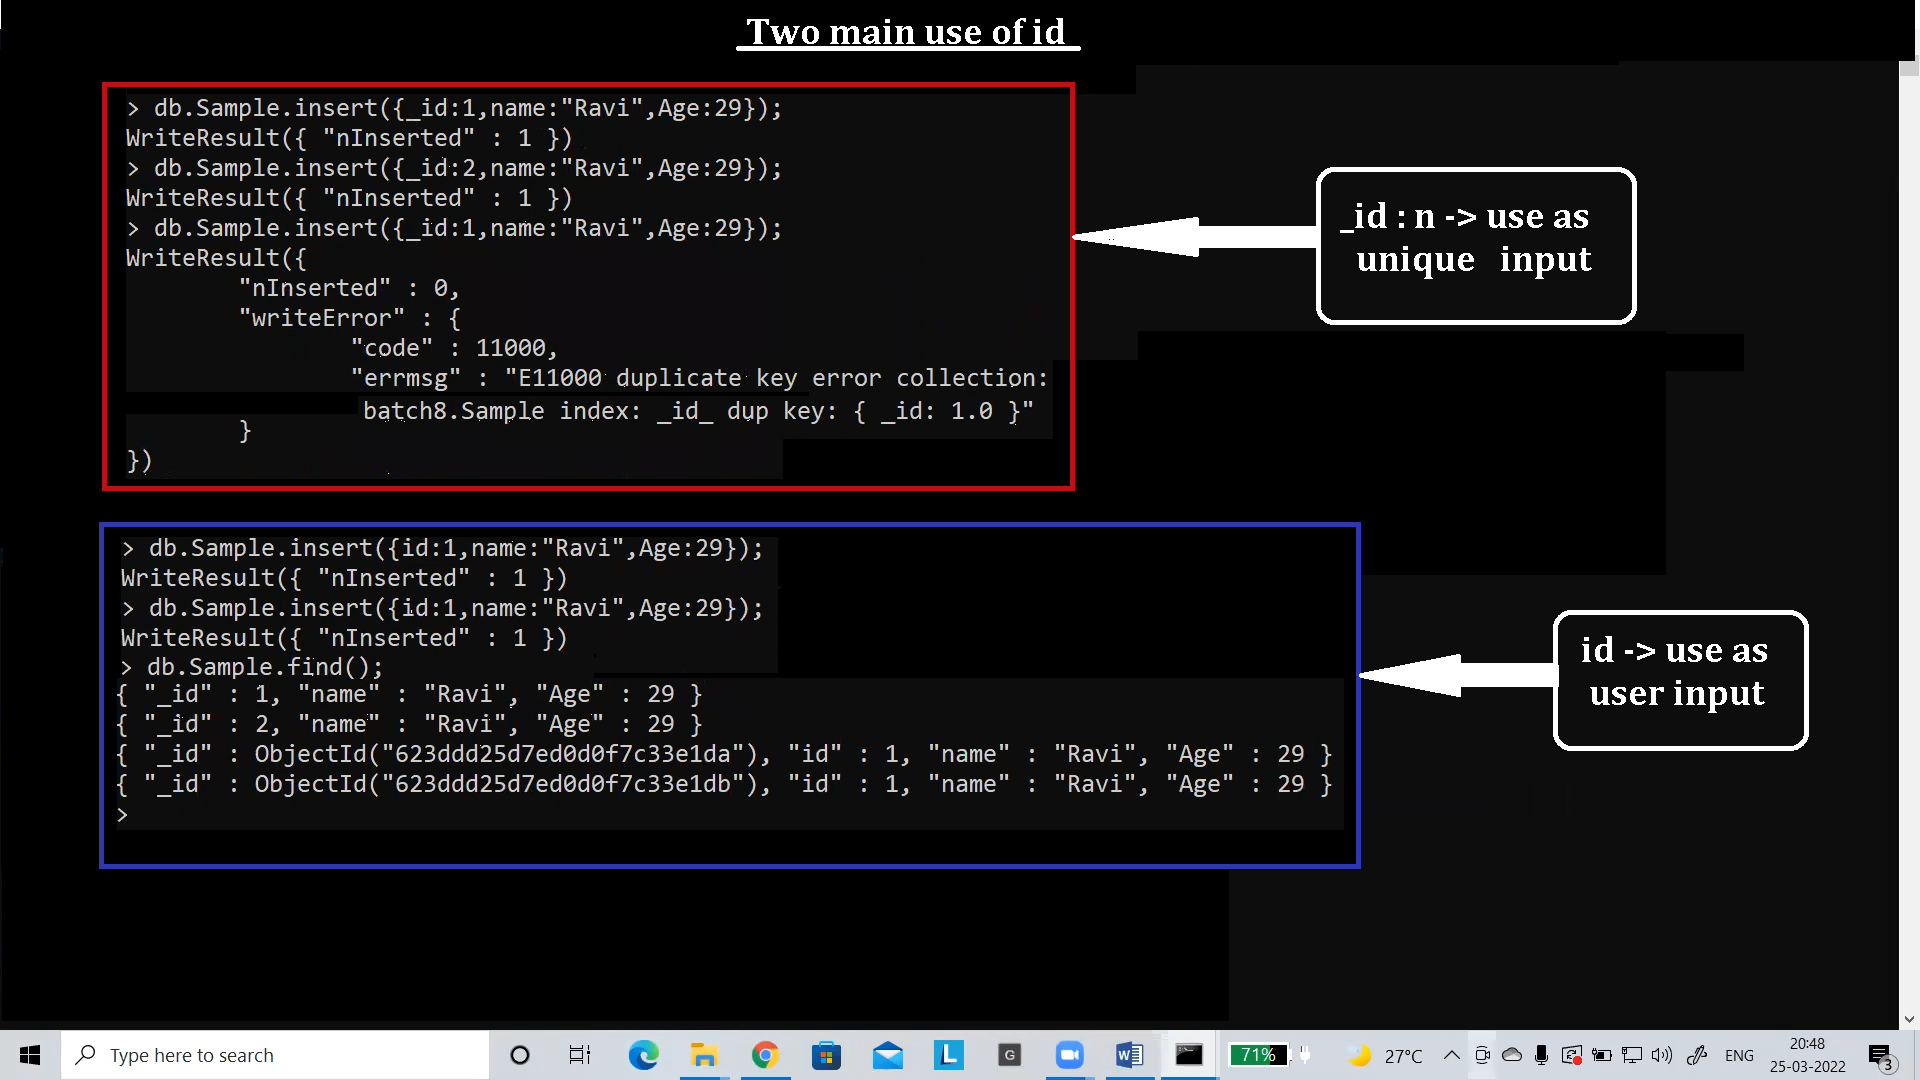 Two main use of id
> db.Sample.insert({_id:1,name:"Ravi",Age:29});
WriteResult({ "nInserted" : 1 })
> db.Sample.insert({_id:2,name:"Ravi",Age:29});
WriteResult({ "nInserted" : 1 })
> db.Sample.insert({_id:1,name:"Ravi",Age:29});
WriteResult({
"nInserted" : 0,
"writeError" : {
"code" : 11000,
"errmsg" : "E11000 duplicate key error collection:
batch8.Sample index: _id_ dup key: { _id: 1.0 }"
}
})
_id : n -> use as
unique input
> db.Sample.insert({id:1,name:"Ravi",Age:29});
WriteResult({ "nInserted" : 1 })
> db.Sample.insert({id:1,name:"Ravi",Age:29});
WriteResult({ "nInserted" : 1 })
> db.Sample.find();
{ "_id" : 1, "name" : "Ravi", "Age" : 29 }
{ "_id" : 2, "name" : "Ravi", "Age" : 29 }
{ "_id" : ObjectId("623ddd25d7ed0d0f7c33e1da"), "id" : 1, "name" : "Ravi", "Age" : 29 }
{ "_id" : ObjectId("623ddd25d7ed0d0f7c33e1db"), "id" : 1, "name" : "Ravi", "Age" : 29 }
>
id -> use as
user input
Type here to search
L
G
W
71%
27°C
ENG
20:48
25-03-2022
3